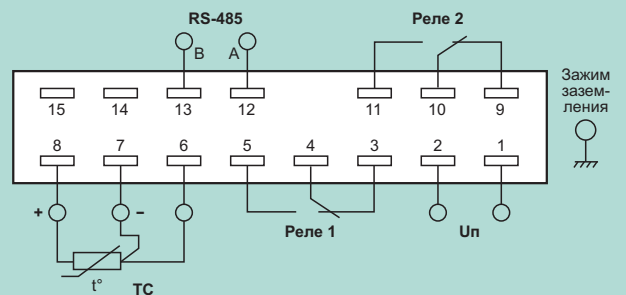 RS-485
Реле 2
B
A
Зажим
зазем-
ления
15
14
13
12
11
10
9
8
7
6
5
4
3
2
1
+
−
Реле 1
Uп
t°
ТС